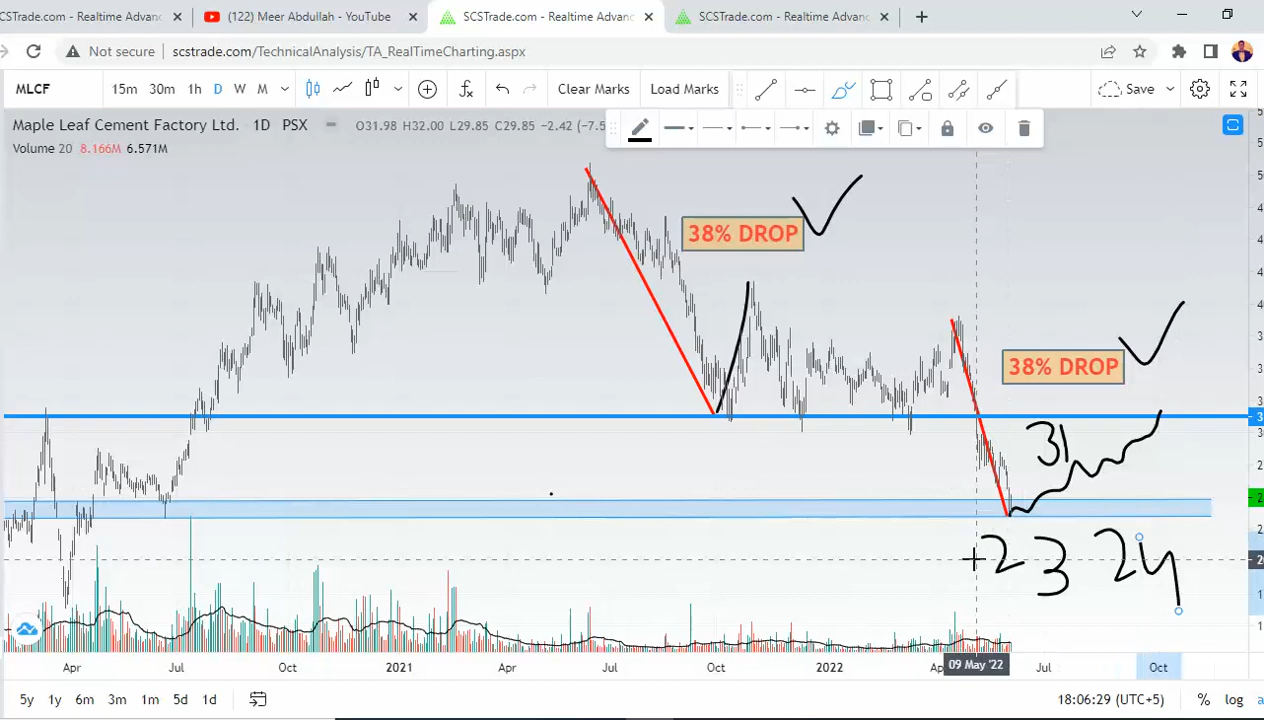 SCSTrade.com - Realtime Advanc × (122) Meer Abdullah - YouTube × SCSTrade.com - Realtime Advanc × SCSTrade.com - Realtime Advanc × +
Not secure scstrade.com/TechnicalAnalysis/TA_RealTimeCharting.aspx
MLCF 15m 30m 1h D W M Clear Marks Load Marks Save
Maple Leaf Cement Factory Ltd. 1D PSX O31.98 H32.00 L29.85 C29.85 −2.42
Volume 20 8.166M 6.571M
38% DROP
38% DROP
31
23 24
Apr Jul Oct 2021 Apr Jul Oct 2022 09 May '22 Jul Oct
5y 1y 6m 3m 1m 5d 1d 18:06:29 (UTC+5) % log